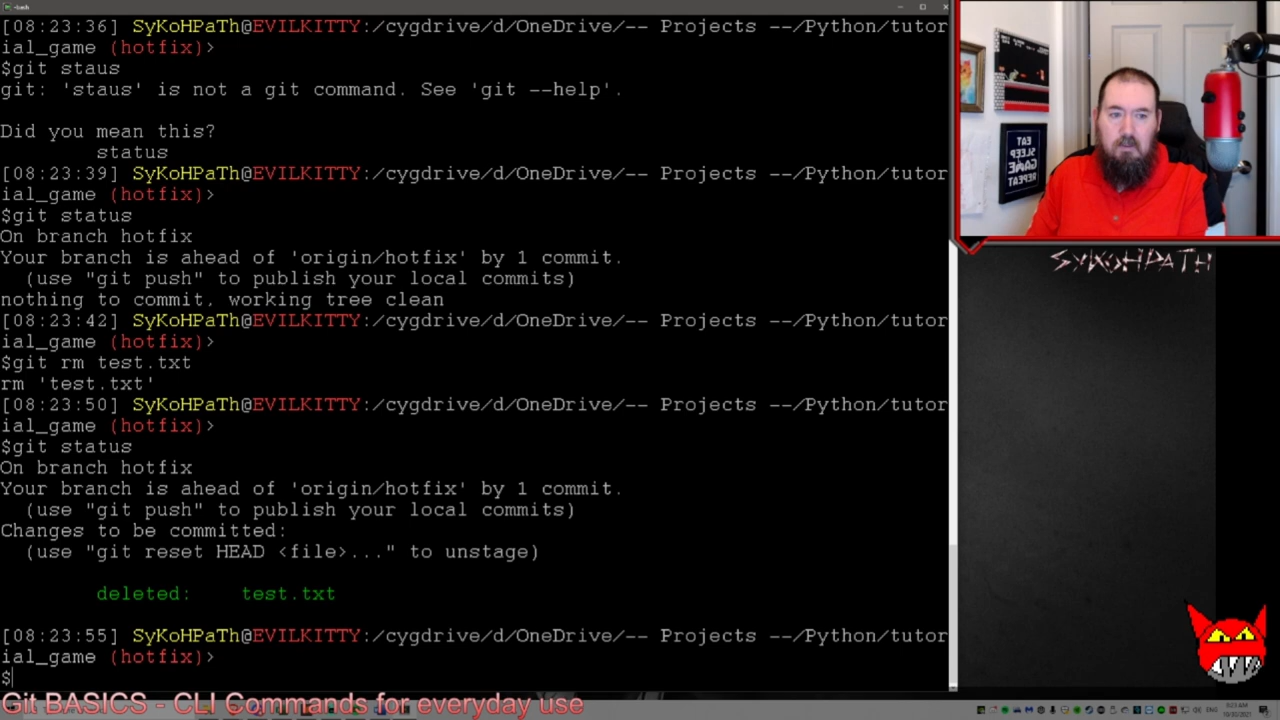 -bash
[08:23:36] SyKoHPaTh@EVILKITTY:/cygdrive/d/OneDrive/-- Projects --/Python/tutor
ial_game (hotfix)>
$git staus
git: 'staus' is not a git command. See 'git --help'.
Did you mean this?
status
[08:23:39] SyKoHPaTh@EVILKITTY:/cygdrive/d/OneDrive/-- Projects --/Python/tutor
ial_game (hotfix)>
$git status
On branch hotfix
Your branch is ahead of 'origin/hotfix' by 1 commit.
(use "git push" to publish your local commits)
nothing to commit, working tree clean
[08:23:42] SyKoHPaTh@EVILKITTY:/cygdrive/d/OneDrive/-- Projects --/Python/tutor
ial_game (hotfix)>
$git rm test.txt
rm 'test.txt'
[08:23:50] SyKoHPaTh@EVILKITTY:/cygdrive/d/OneDrive/-- Projects --/Python/tutor
ial_game (hotfix)>
$git status
On branch hotfix
Your branch is ahead of 'origin/hotfix' by 1 commit.
(use "git push" to publish your local commits)
Changes to be committed:
(use "git reset HEAD <file>..." to unstage)
deleted: test.txt
[08:23:55] SyKoHPaTh@EVILKITTY:/cygdrive/d/OneDrive/-- Projects --/Python/tutor
ial_game (hotfix)>
$
EAT
SLEEP
GAME
REPEAT
SYKOHPATH
Git BASICS - CLI Commands for everyday use
ENG
9:23 AM
10/30/2021